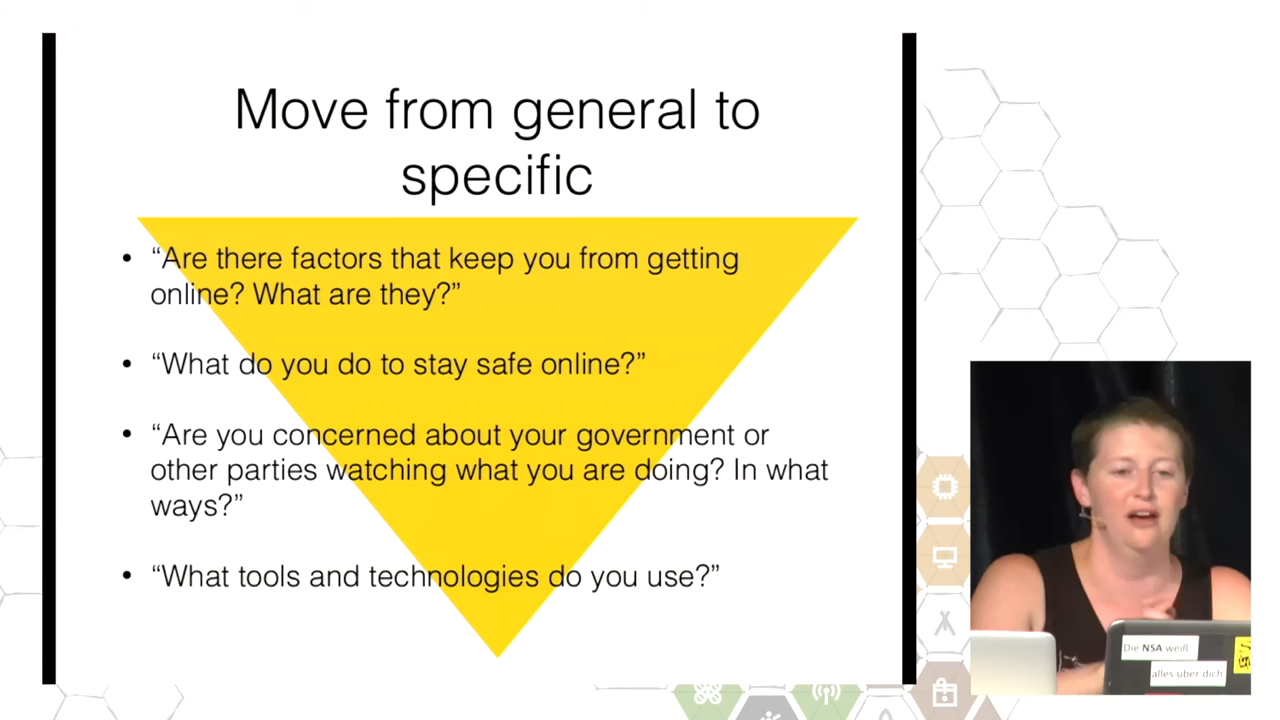 Move from general to
specific
• “Are there factors that keep you from getting
online? What are they?”
• “What do you do to stay safe online?”
• “Are you concerned about your government or
other parties watching what you are doing? In what
ways?”
• “What tools and technologies do you use?”
Die NSA weiß
alles über dich